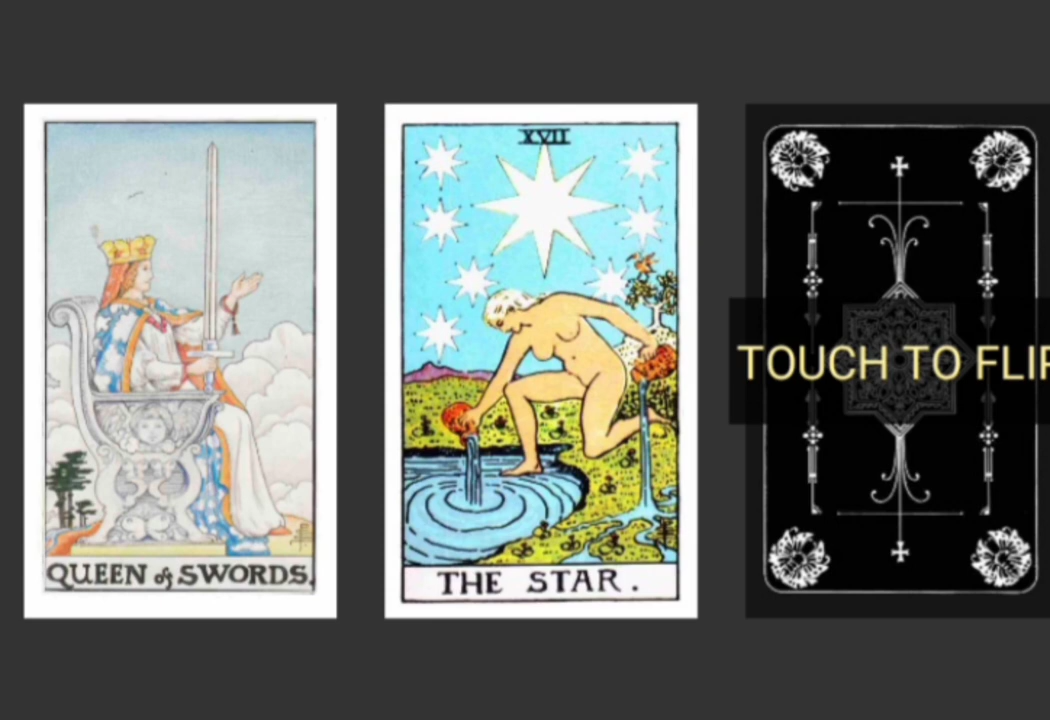 QUEEN of SWORDS.
XVII
THE STAR.
TOUCH TO FLIP